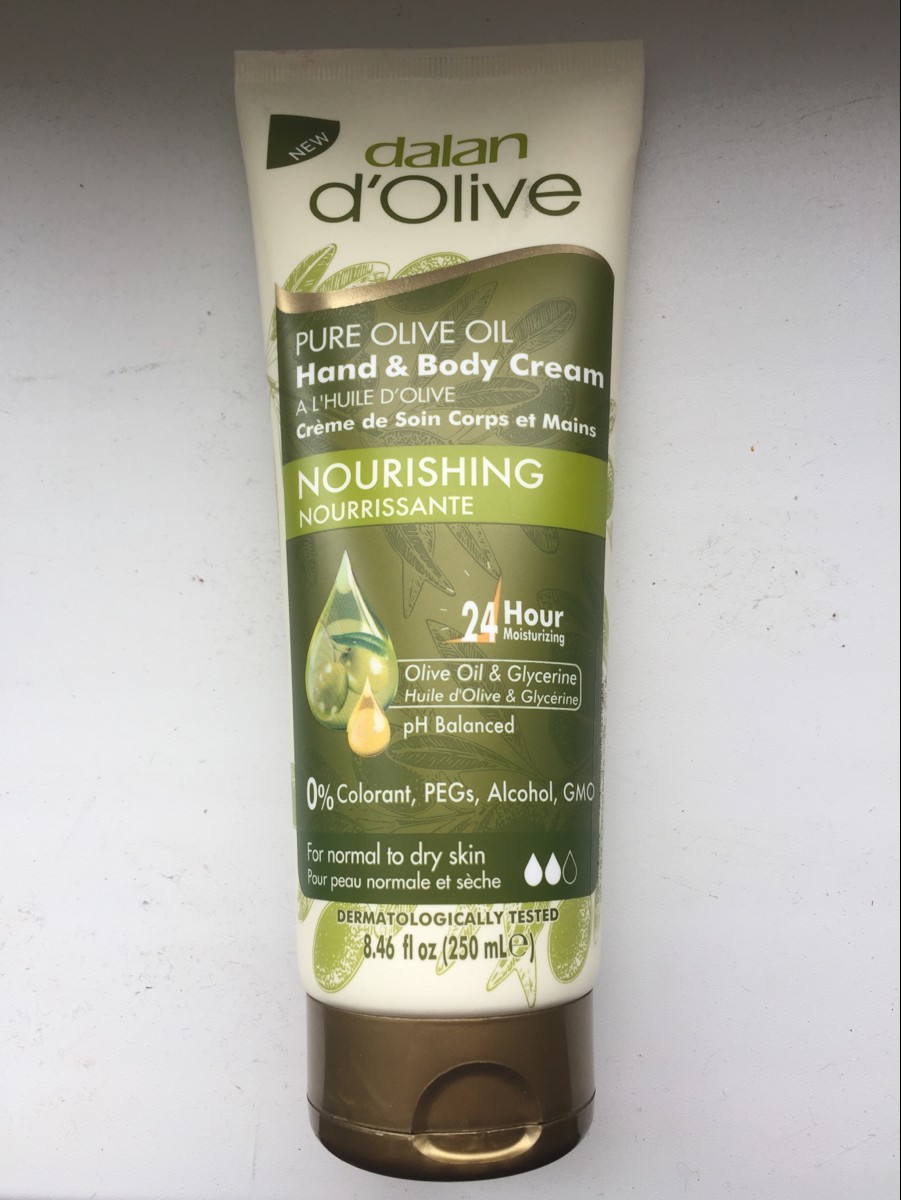 NEW
dalan
d'Olive
PURE OLIVE OIL
Hand & Body Cream
A L'HUILE D'OLIVE
Crème de Soin Corps et Mains
NOURISHING
NOURRISSANTE
24 Hour
Moisturizing
Olive Oil & Glycerine
Huile d'Olive & Glycérine
pH Balanced
0% Colorant, PEGs, Alcohol, GMO
For normal to dry skin
Pour peau normale et sèche
DERMATOLOGICALLY TESTED
8.46 fl oz (250 mL℮)